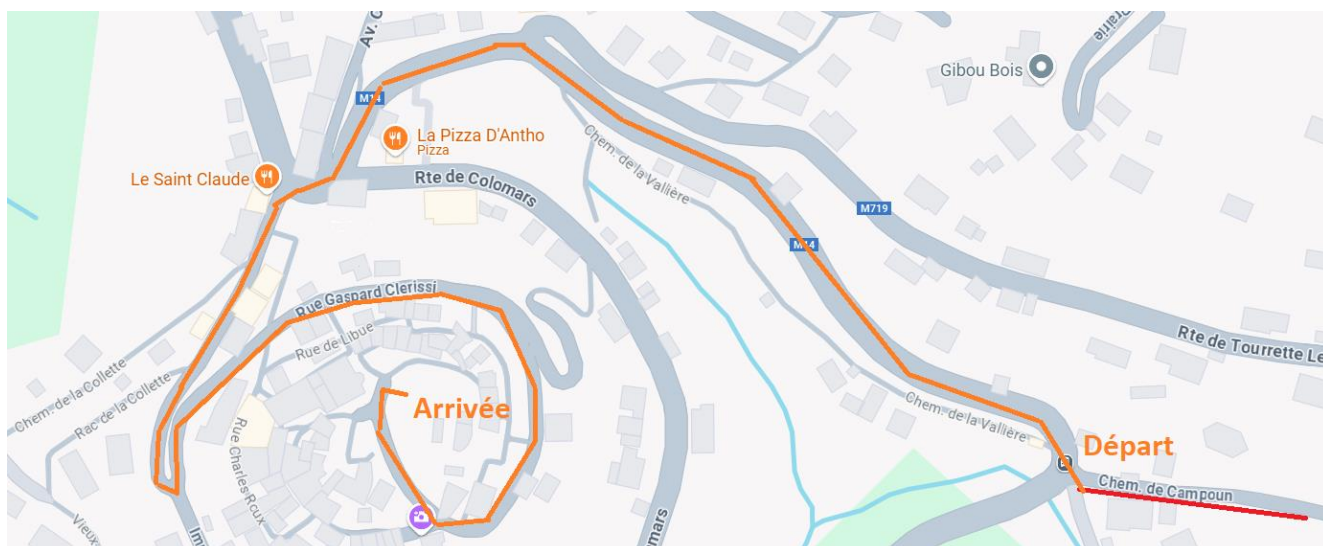 Av. C
Prairie
Gibou Bois
M14
La Pizza D'Antho
Pizza
Chem. de la Vallière
Le Saint Claude
Rte de Colomars
M719
M14
Rue Gaspard Clerissi
Rue de Libue
Rte de Tourrette Le
Chem. de la Collette
Rac de la Collette
Arrivée
Chem. de la Vallière
Départ
Rue Charles Roux
Chem. de Campoun
Vieux
Im
mars